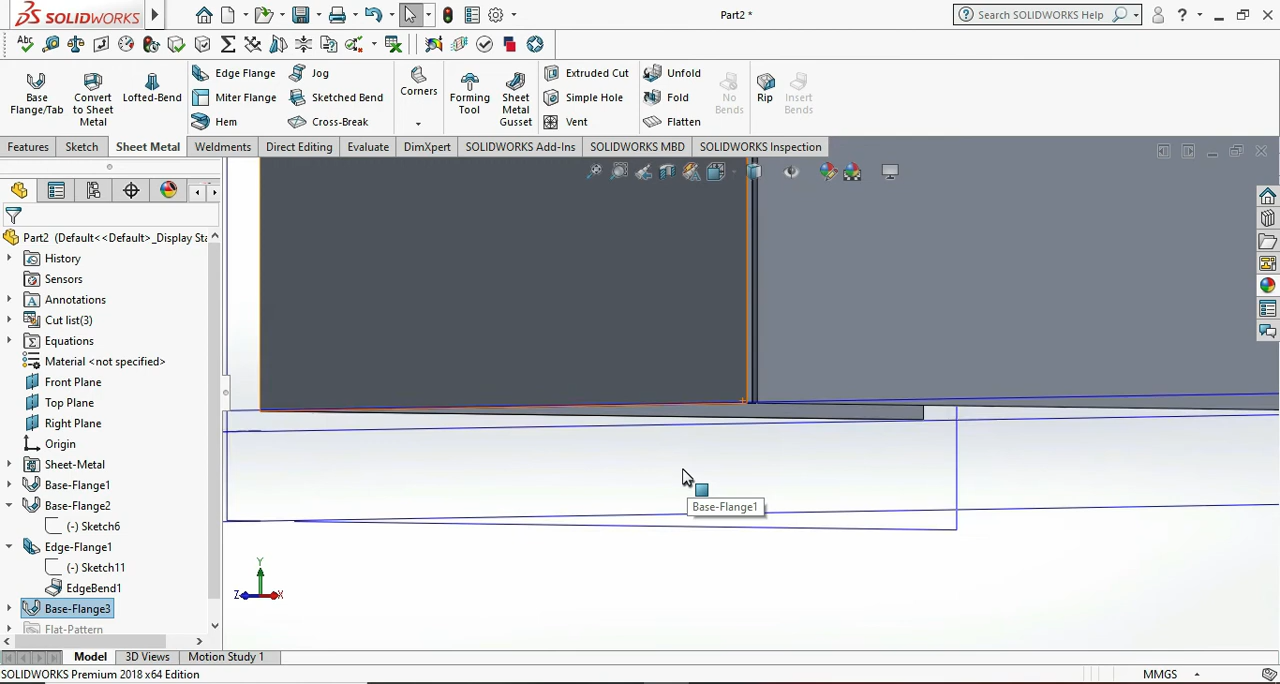 SOLIDWORKS
Part2 *
Search SOLIDWORKS Help
?
Abc
Base Flange/Tab
Convert to Sheet Metal
Lofted-Bend
Edge Flange
Miter Flange
Hem
Jog
Sketched Bend
Cross-Break
Corners
Forming Tool
Sheet Metal Gusset
Extruded Cut
Simple Hole
Vent
Unfold
Fold
Flatten
No Bends
Rip
Insert Bends
Features
Sketch
Sheet Metal
Weldments
Direct Editing
Evaluate
DimXpert
SOLIDWORKS Add-Ins
SOLIDWORKS MBD
SOLIDWORKS Inspection
Part2 (Default<<Default>_Display Sta
History
Sensors
Annotations
Cut list(3)
Equations
Material <not specified>
Front Plane
Top Plane
Right Plane
Origin
Sheet-Metal
Base-Flange1
Base-Flange2
(-) Sketch6
Edge-Flange1
(-) Sketch11
EdgeBend1
Base-Flange3
Flat-Pattern
Base-Flange1
Y
Z
X
Model
3D Views
Motion Study 1
SOLIDWORKS Premium 2018 x64 Edition
MMGS